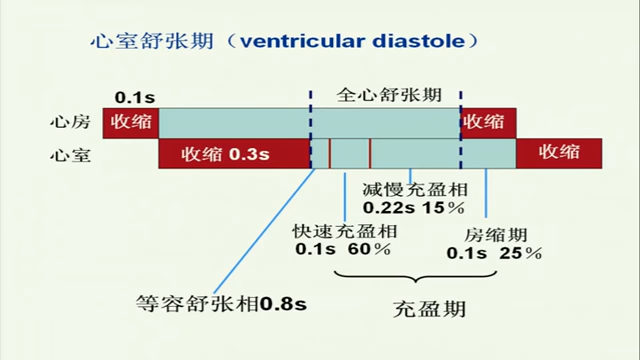 心室舒张期（ventricular diastole）
0.1s
全心舒张期
心房
收缩
收缩
心室
收缩 0.3s
收缩
减慢充盈相
0.22s 15%
快速充盈相
0.1s 60%
房缩期
0.1s 25%
等容舒张相0.8s
充盈期